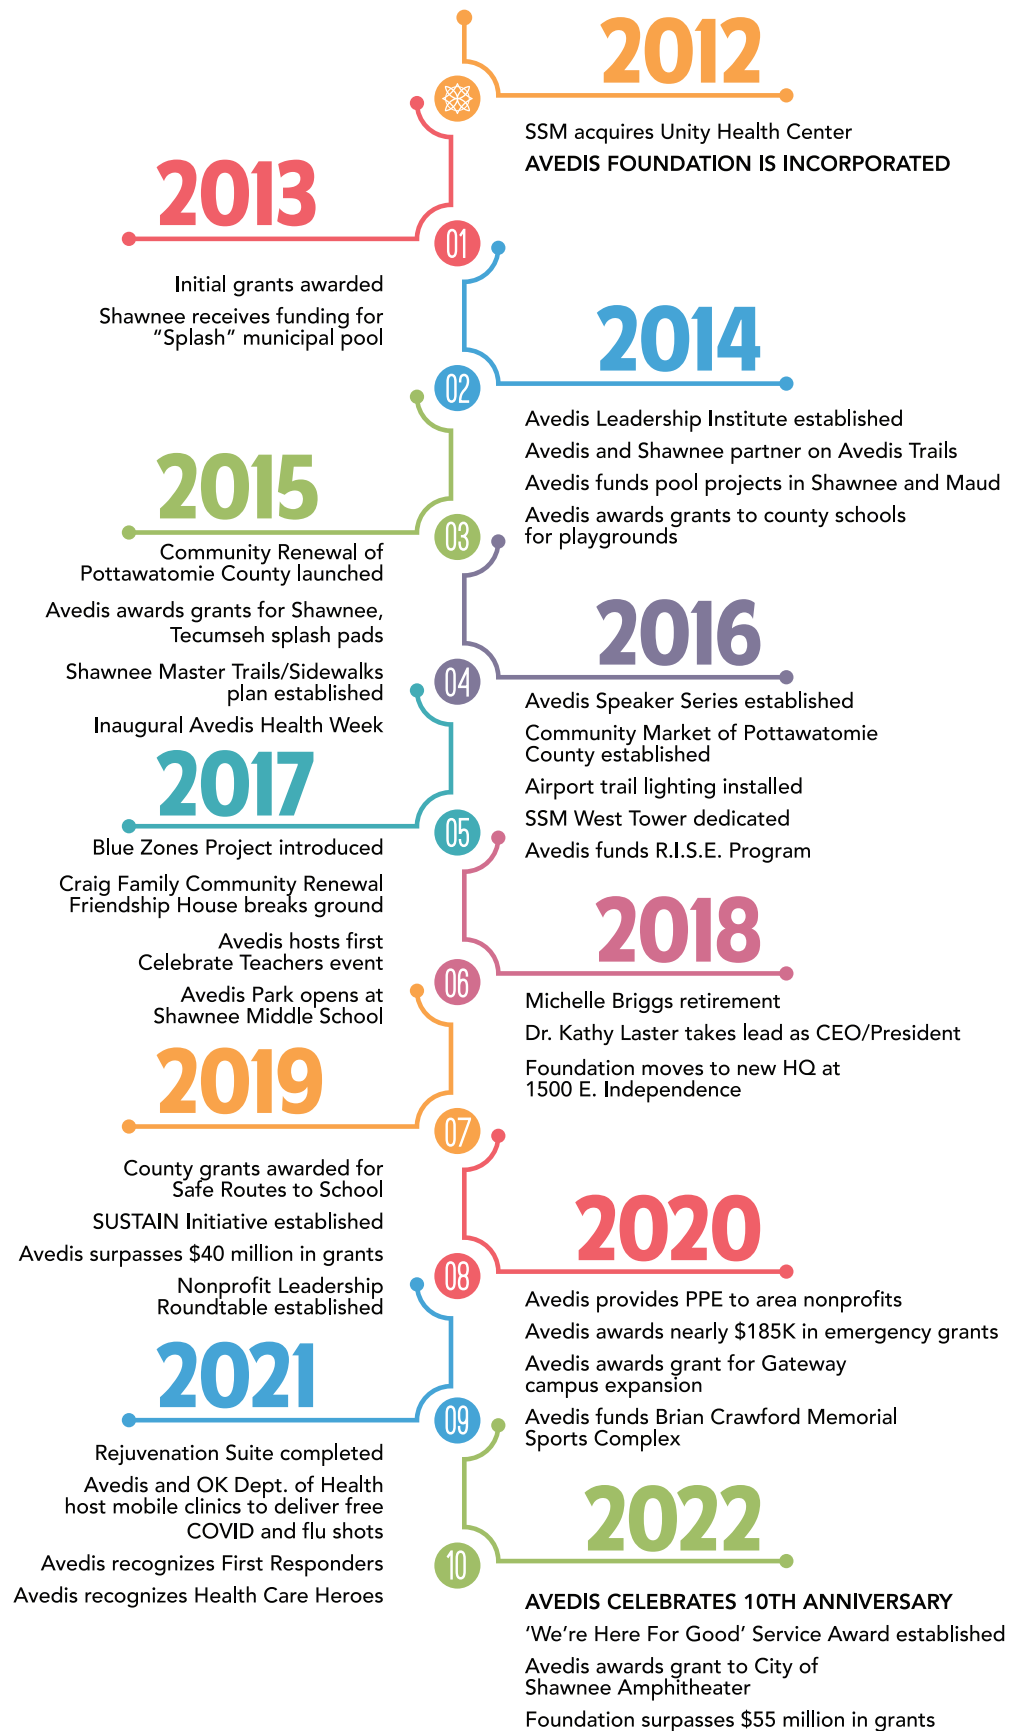 2012
SSM acquires Unity Health Center
AVEDIS FOUNDATION IS INCORPORATED
2013
01
Initial grants awarded
Shawnee receives funding for
“Splash” municipal pool
2014
02
Avedis Leadership Institute established
Avedis and Shawnee partner on Avedis Trails
Avedis funds pool projects in Shawnee and Maud
Avedis awards grants to county schools
for playgrounds
2015
03
Community Renewal of
Pottawatomie County launched
Avedis awards grants for Shawnee,
Tecumseh splash pads
Shawnee Master Trails/Sidewalks
plan established
Inaugural Avedis Health Week
2016
04
Avedis Speaker Series established
Community Market of Pottawatomie
County established
Airport trail lighting installed
SSM West Tower dedicated
Avedis funds R.I.S.E. Program
2017
05
Blue Zones Project introduced
Craig Family Community Renewal
Friendship House breaks ground
Avedis hosts first
Celebrate Teachers event
Avedis Park opens at
Shawnee Middle School
2018
06
Michelle Briggs retirement
Dr. Kathy Laster takes lead as CEO/President
Foundation moves to new HQ at
1500 E. Independence
2019
07
County grants awarded for
Safe Routes to School
SUSTAIN Initiative established
Avedis surpasses $40 million in grants
Nonprofit Leadership
Roundtable established
2020
08
Avedis provides PPE to area nonprofits
Avedis awards nearly $185K in emergency grants
Avedis awards grant for Gateway
campus expansion
Avedis funds Brian Crawford Memorial
Sports Complex
2021
09
Rejuvenation Suite completed
Avedis and OK Dept. of Health
host mobile clinics to deliver free
COVID and flu shots
Avedis recognizes First Responders
Avedis recognizes Health Care Heroes
2022
10
AVEDIS CELEBRATES 10TH ANNIVERSARY
‘We’re Here For Good’ Service Award established
Avedis awards grant to City of
Shawnee Amphitheater
Foundation surpasses $55 million in grants